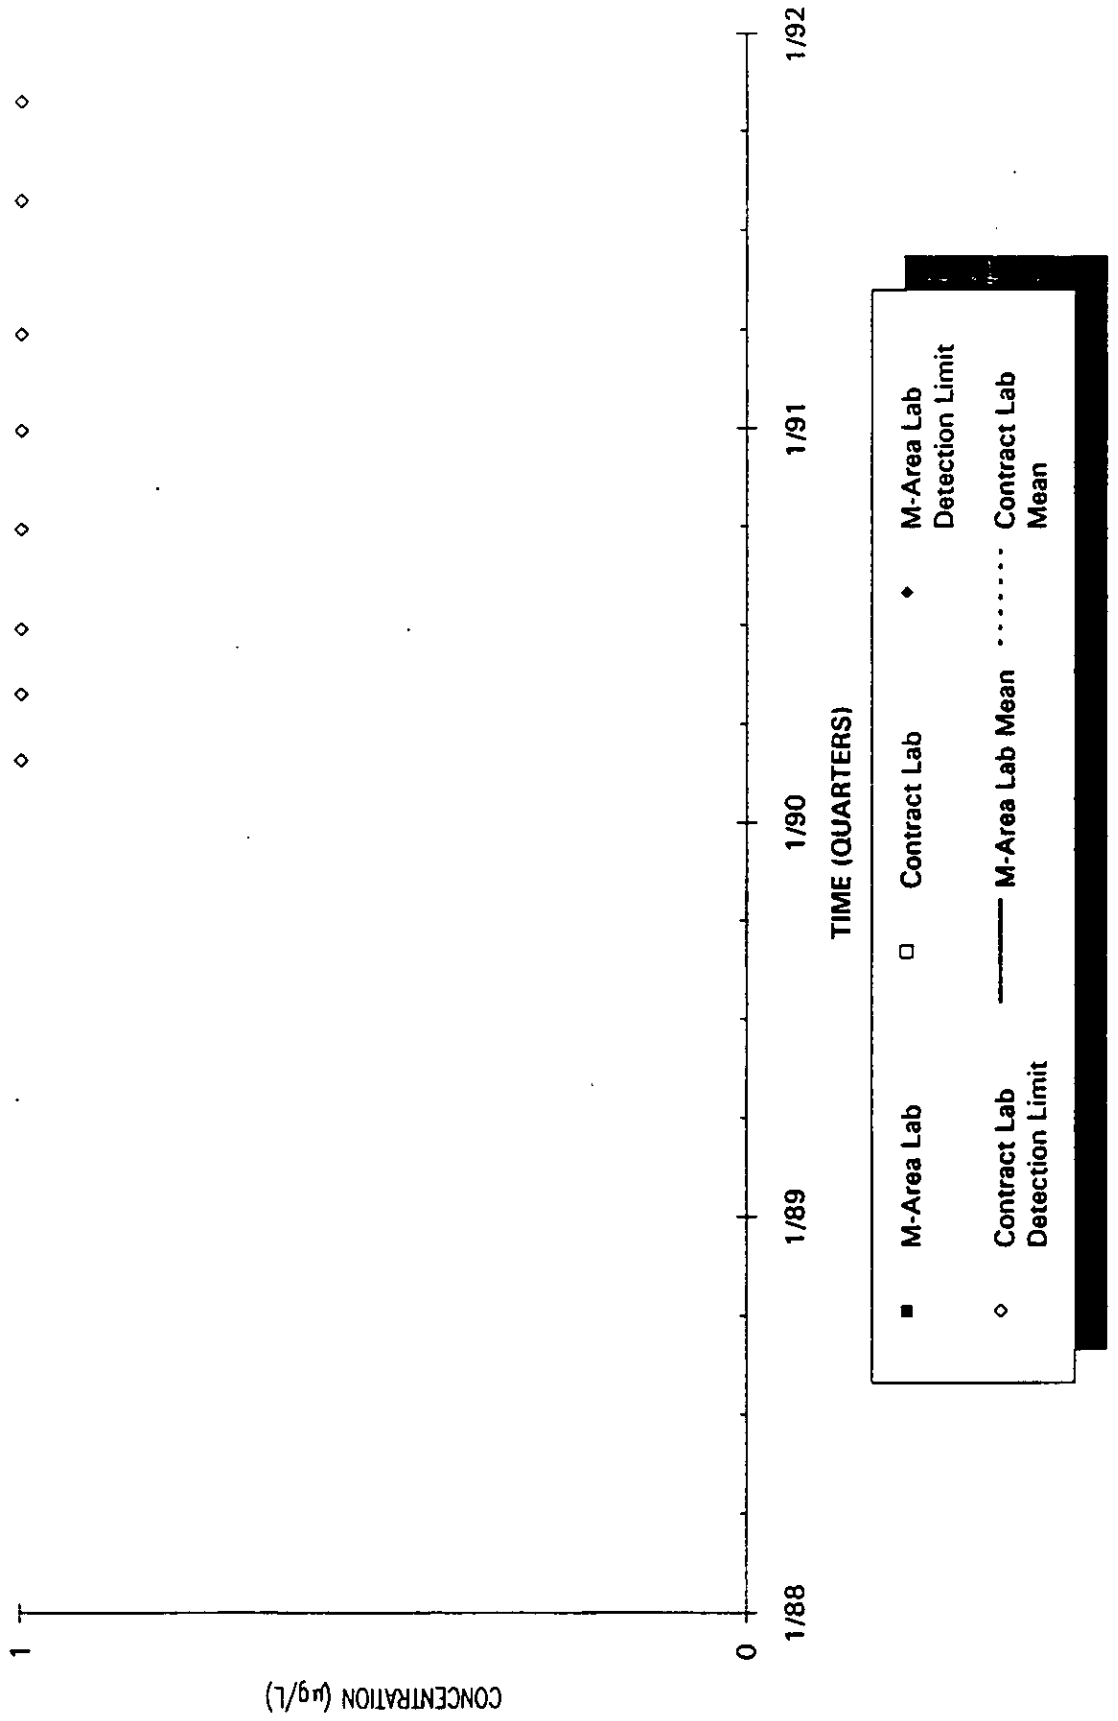 CONCENTRATION (µg/L)
1
0
1/88
1/89
1/90
1/91
1/92
TIME (QUARTERS)
M-Area Lab
Contract Lab
M-Area Lab
Detection Limit
Contract Lab
Detection Limit
M-Area Lab Mean
Contract Lab
Mean